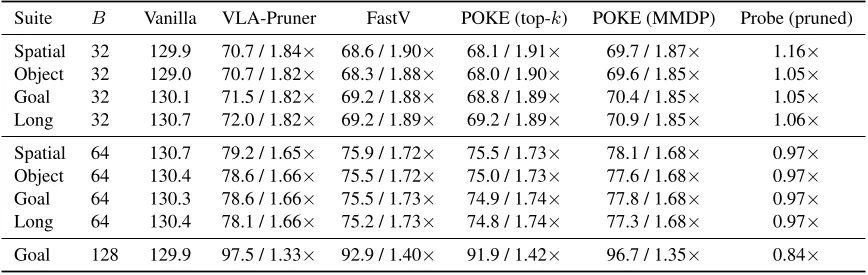 Suite B Vanilla VLA-Pruner FastV POKE (top-k) POKE (MMDP) Probe (pruned)
Spatial 32 129.9 70.7 / 1.84× 68.6 / 1.90× 68.1 / 1.91× 69.7 / 1.87× 1.16×
Object 32 129.0 70.7 / 1.82× 68.3 / 1.88× 68.0 / 1.90× 69.6 / 1.85× 1.05×
Goal 32 130.1 71.5 / 1.82× 69.2 / 1.88× 68.8 / 1.89× 70.4 / 1.85× 1.05×
Long 32 130.7 72.0 / 1.82× 69.2 / 1.89× 69.2 / 1.89× 70.9 / 1.85× 1.06×
Spatial 64 130.7 79.2 / 1.65× 75.9 / 1.72× 75.5 / 1.73× 78.1 / 1.68× 0.97×
Object 64 130.4 78.6 / 1.66× 75.5 / 1.72× 75.0 / 1.73× 77.6 / 1.68× 0.97×
Goal 64 130.3 78.6 / 1.66× 75.5 / 1.73× 74.9 / 1.74× 77.8 / 1.68× 0.97×
Long 64 130.4 78.1 / 1.66× 75.2 / 1.73× 74.8 / 1.74× 77.3 / 1.68× 0.97×
Goal 128 129.9 97.5 / 1.33× 92.9 / 1.40× 91.9 / 1.42× 96.7 / 1.35× 0.84×